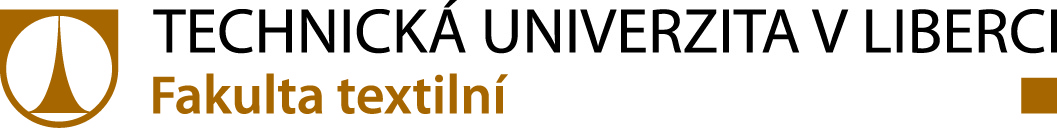 TECHNICKÁ UNIVERZITA V LIBERCI
Fakulta textilní